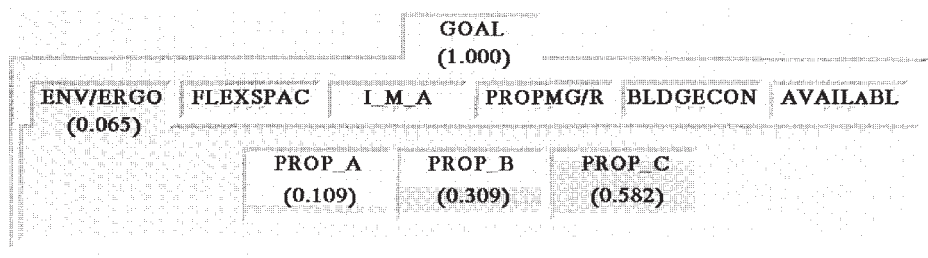 GOAL
(1.000)
ENV/ERGO FLEXSPAC I_M_A PROPMG/R BLDGECON AVAILABL
(0.065)
PROP_A PROP_B PROP_C
(0.109) (0.309) (0.582)